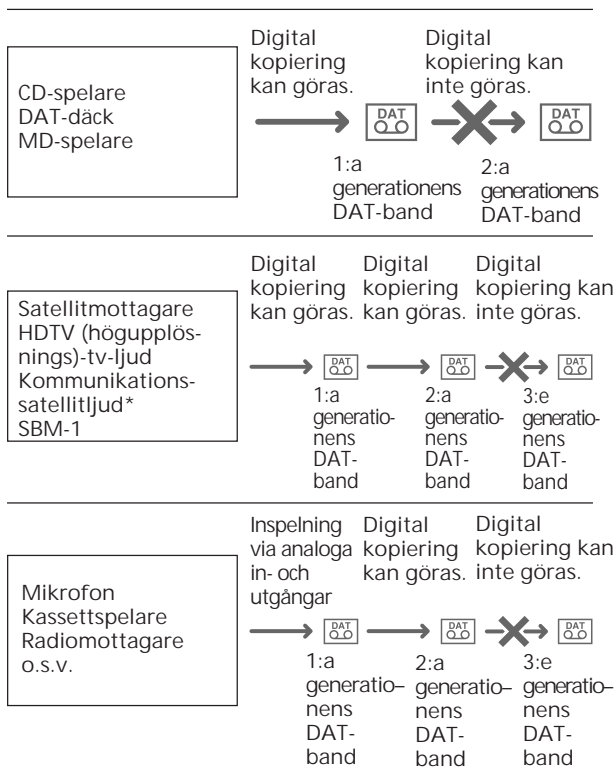 CD-spelare
DAT-däck
MD-spelare
Digital
kopiering
kan göras.
Digital
kopiering kan
inte göras.
DAT
DAT
1:a
generationens
DAT-band
2:a
generationens
DAT-band
Satellitmottagare
HDTV (högupplös-
nings)-tv-ljud
Kommunikations-
satellitljud*
SBM-1
Digital
kopiering
kan göras.
Digital
kopiering
kan göras.
Digital
kopiering kan
inte göras.
DAT
DAT
DAT
1:a
generatio-
nens
DAT-
band
2:a
generatio-
nens
DAT-
band
3:e
generatio-
nens
DAT-
band
Mikrofon
Kassettspelare
Radiomottagare
o.s.v.
Inspelning
via analoga
in- och
utgångar
Digital
kopiering
kan göras.
Digital
kopiering kan
inte göras.
DAT
DAT
DAT
1:a
generatio–
nens
DAT-
band
2:a
generatio–
nens
DAT-
band
3:e
generatio–
nens
DAT-
band